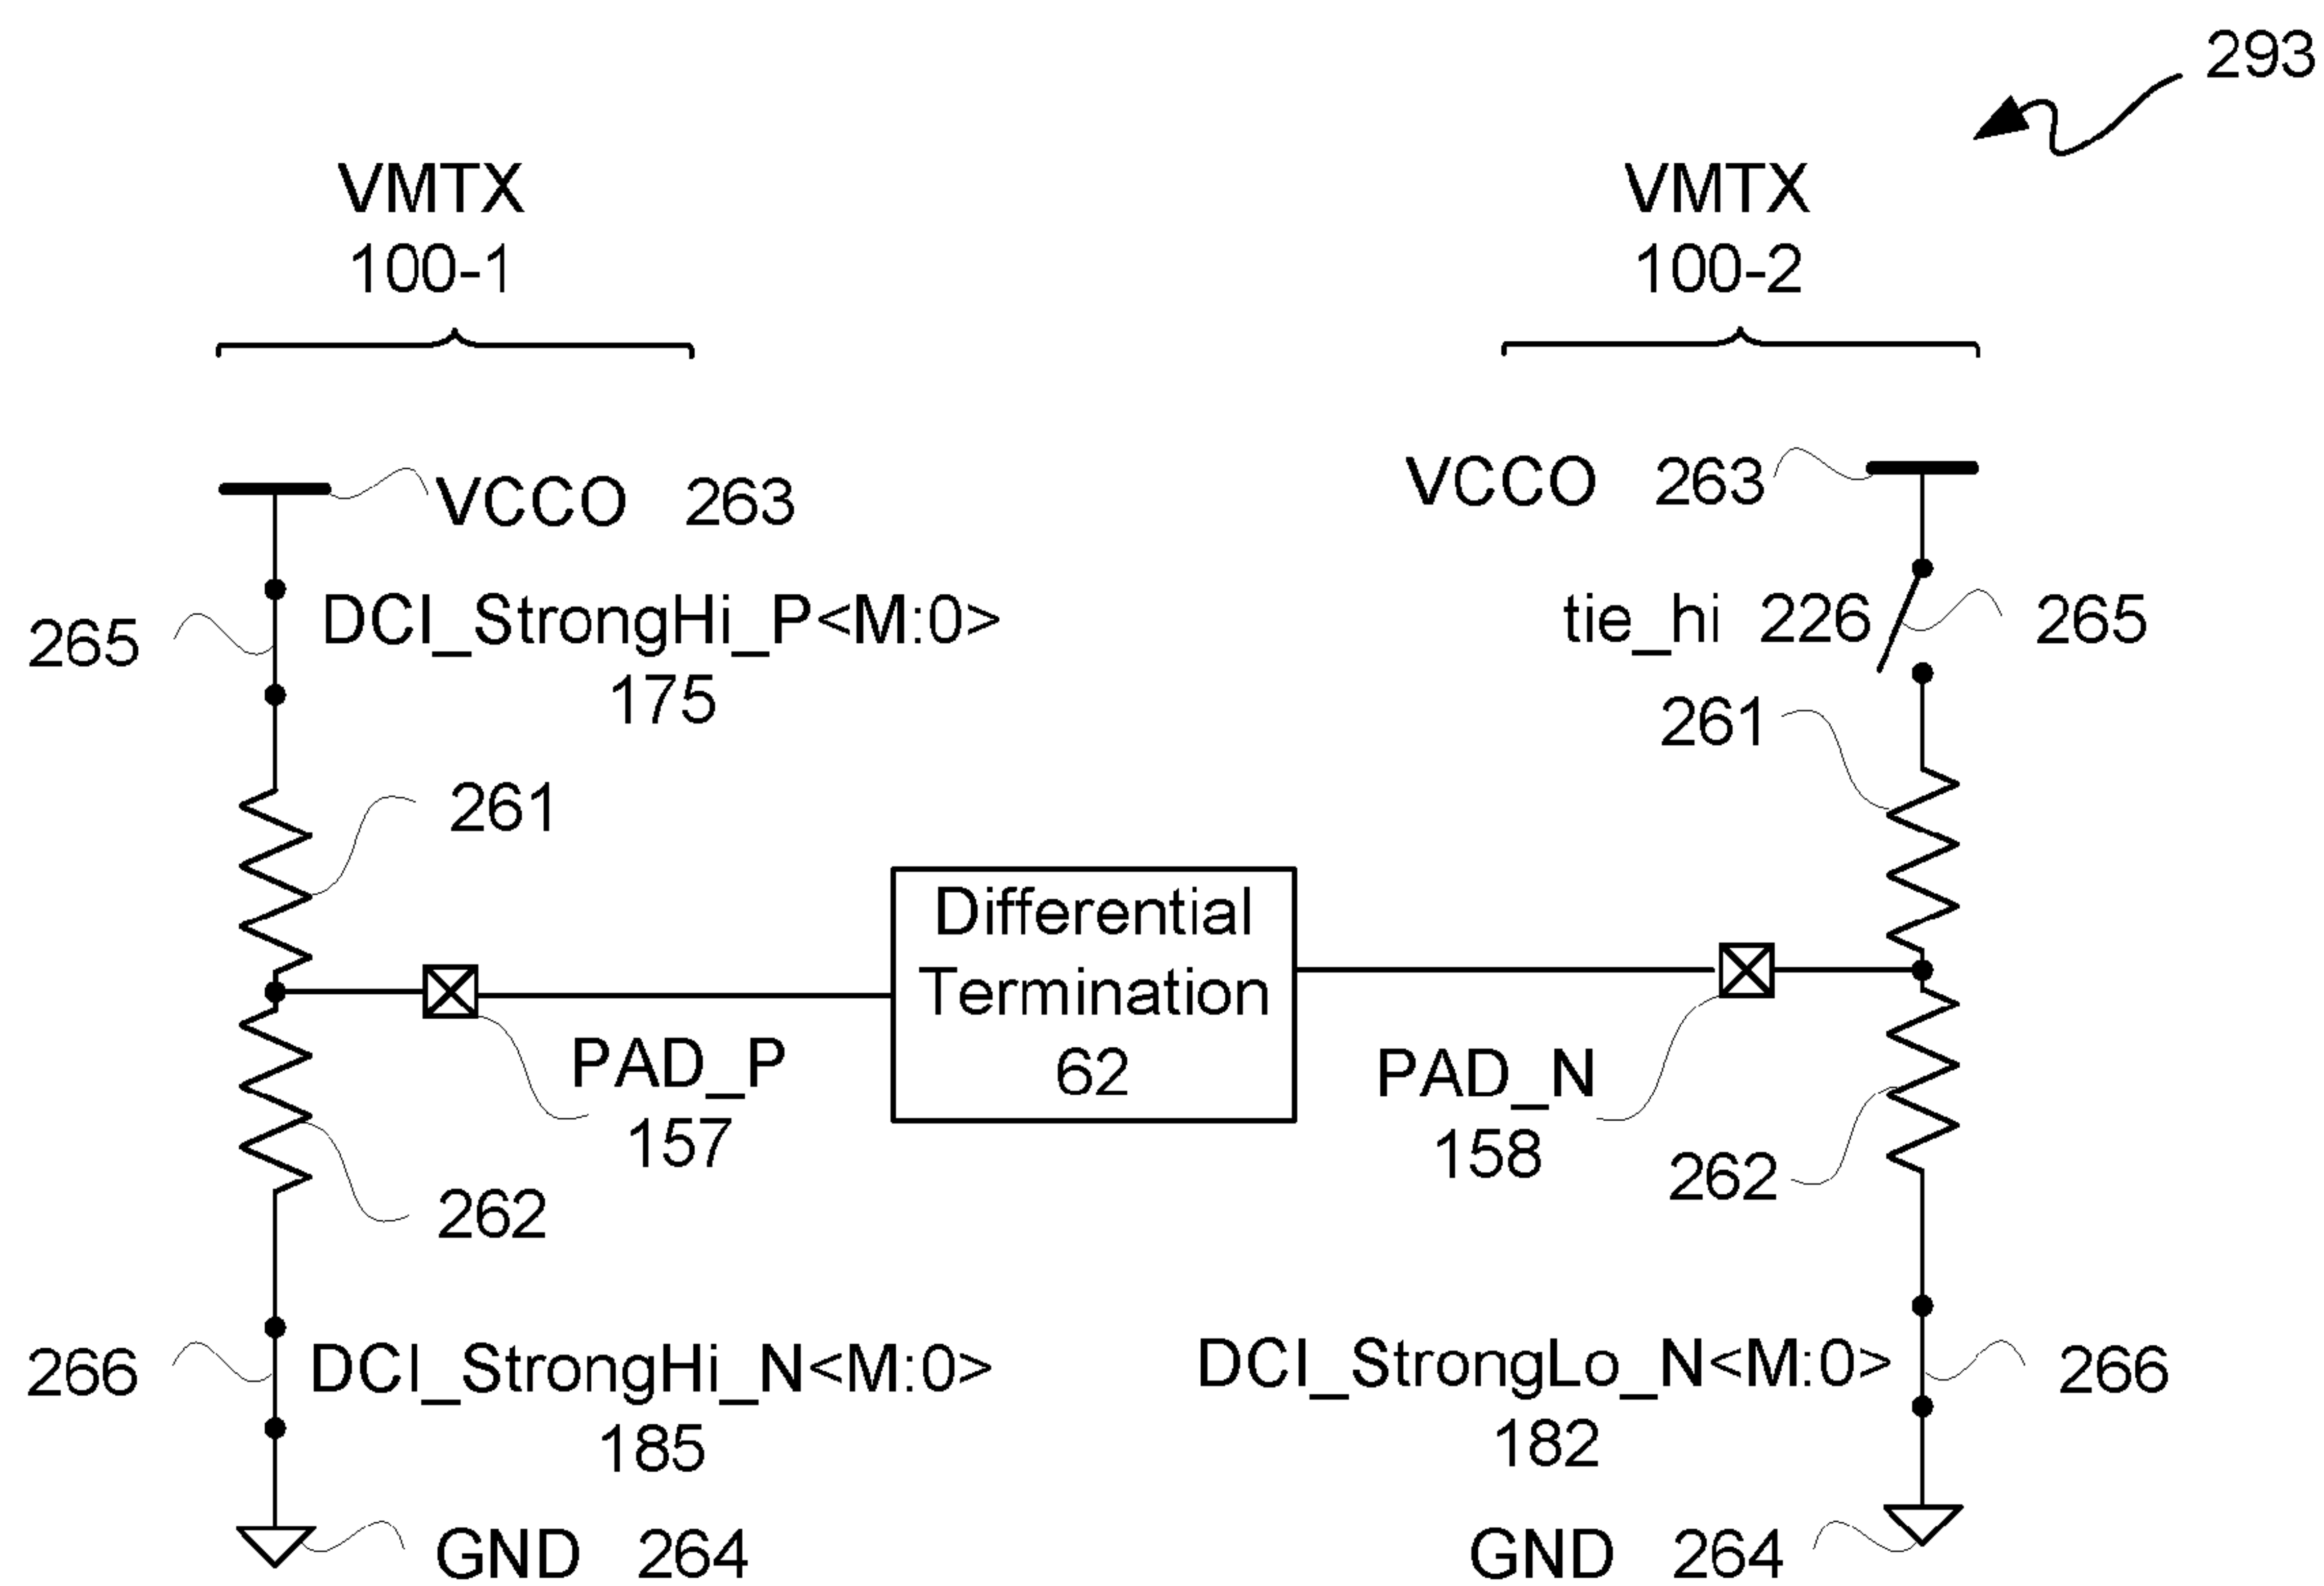 293
VMTX
100-1
VMTX
100-2
VCCO 263
VCCO 263
265
DCI_StrongHi_P<M:0>
175
tie_hi 226
265
261
261
Differential
Termination
62
PAD_P
157
PAD_N
158
262
262
266
DCI_StrongHi_N<M:0>
185
DCI_StrongLo_N<M:0>
182
266
GND 264
GND 264